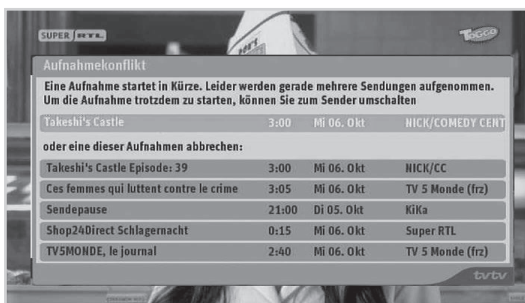 SUPER RTL
TOGGO
Aufnahmekonflikt
Eine Aufnahme startet in Kürze. Leider werden gerade mehrere Sendungen aufgenommen.
Um die Aufnahme trotzdem zu starten, können Sie zum Sender umschalten
Takeshi's Castle 3:00 Mi 06. Okt NICK/COMEDY CENT
oder eine dieser Aufnahmen abbrechen:
Takeshi's Castle Episode: 39 3:00 Mi 06. Okt NICK/CC
Ces femmes qui luttent contre le crime 3:05 Mi 06. Okt TV 5 Monde (frz)
Sendepause 21:00 Di 05. Okt KiKa
Shop24Direct Schlagernacht 0:15 Mi 06. Okt Super RTL
TV5MONDE, le journal 2:40 Mi 06. Okt TV 5 Monde (frz)
tvtv